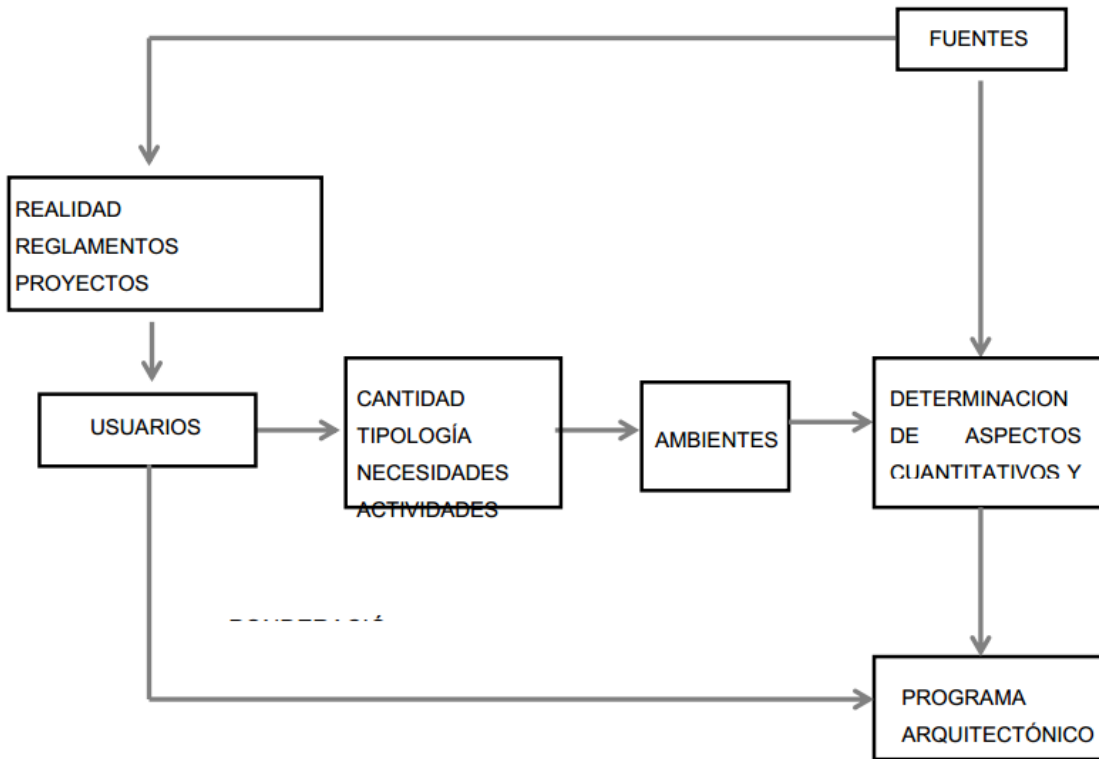 FUENTES
REALIDAD
REGLAMENTOS
PROYECTOS
USUARIOS
CANTIDAD
TIPOLOGÍA
NECESIDADES
ACTIVIDADES
AMBIENTES
DETERMINACION
DE ASPECTOS
CUANTITATIVOS Y
PROGRAMA
ARQUITECTÓNICO